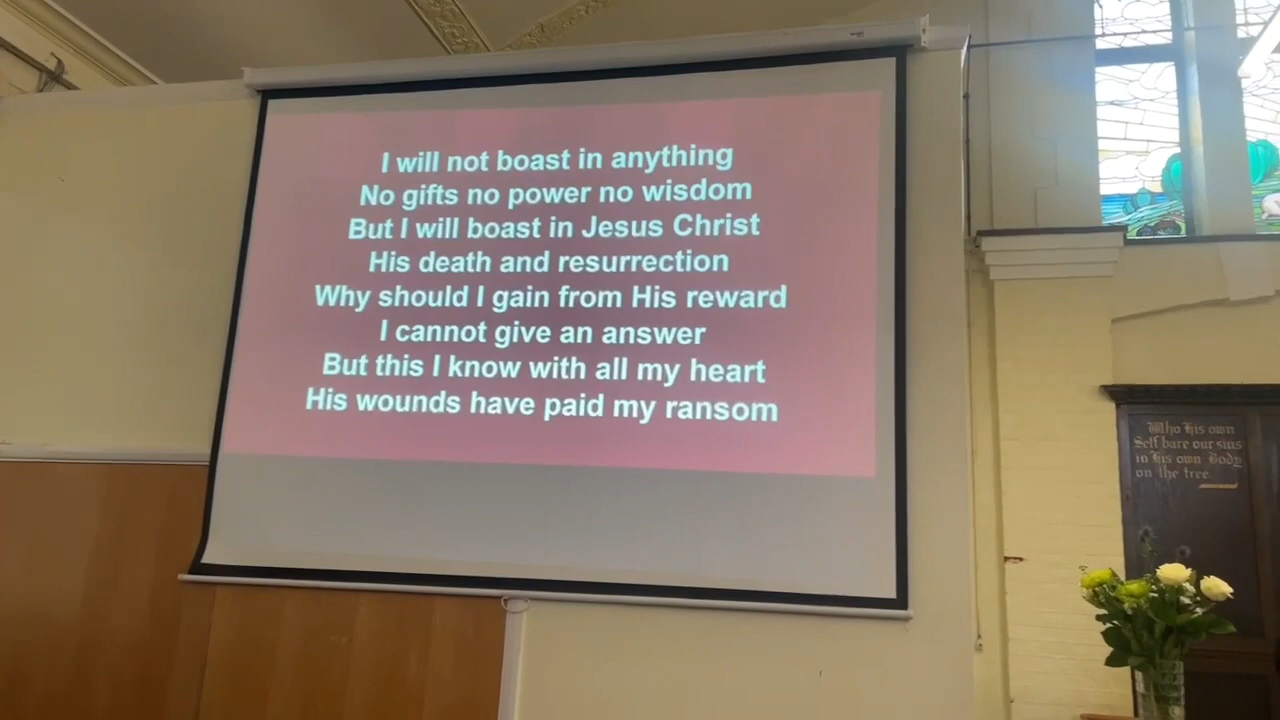 I will not boast in anything
No gifts no power no wisdom
But I will boast in Jesus Christ
His death and resurrection
Why should I gain from His reward
I cannot give an answer
But this I know with all my heart
His wounds have paid my ransom
Who His own
Self bare our sins
in His own Body
on the tree.